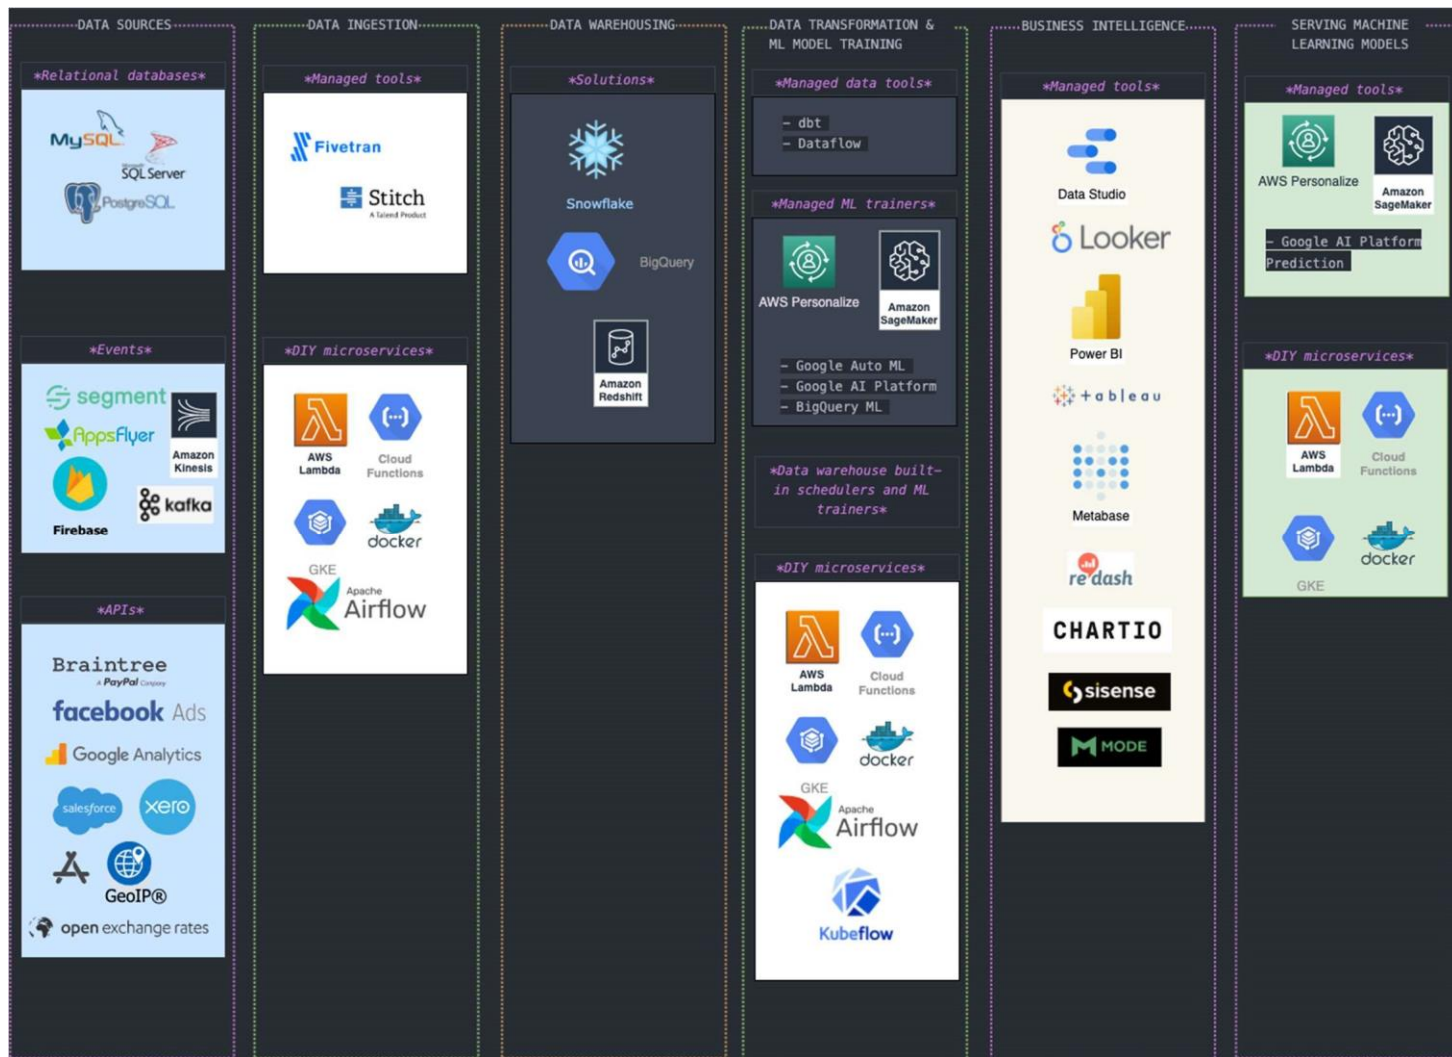 DATA SOURCES
*Relational databases*
MySQL
Microsoft
SQL Server
PostgreSQL
*Events*
segment
AppsFlyer
Amazon
Kinesis
Firebase
kafka
*APIs*
Braintree
A PayPal Company
facebook Ads
Google Analytics
salesforce
xero
GeoIP®
open exchange rates
DATA INGESTION
*Managed tools*
Fivetran
Stitch
A Talend Product
*DIY microservices*
AWS
Lambda
Cloud
Functions
GKE
docker
Apache
Airflow
DATA WAREHOUSING
*Solutions*
Snowflake
BigQuery
Amazon
Redshift
DATA TRANSFORMATION &
ML MODEL TRAINING
*Managed data tools*
– dbt
– Dataflow
*Managed ML trainers*
AWS Personalize
Amazon
SageMaker
– Google Auto ML
– Google AI Platform
– BigQuery ML
*Data warehouse built-
in schedulers and ML
trainers*
*DIY microservices*
AWS
Lambda
Cloud
Functions
GKE
docker
Apache
Airflow
Kubeflow
BUSINESS INTELLIGENCE
*Managed tools*
Data Studio
Looker
Power BI
+ableau
Metabase
re:dash
CHARTIO
sisense
MODE
SERVING MACHINE
LEARNING MODELS
*Managed tools*
AWS Personalize
Amazon
SageMaker
– Google AI Platform
Prediction
*DIY microservices*
AWS
Lambda
Cloud
Functions
GKE
docker